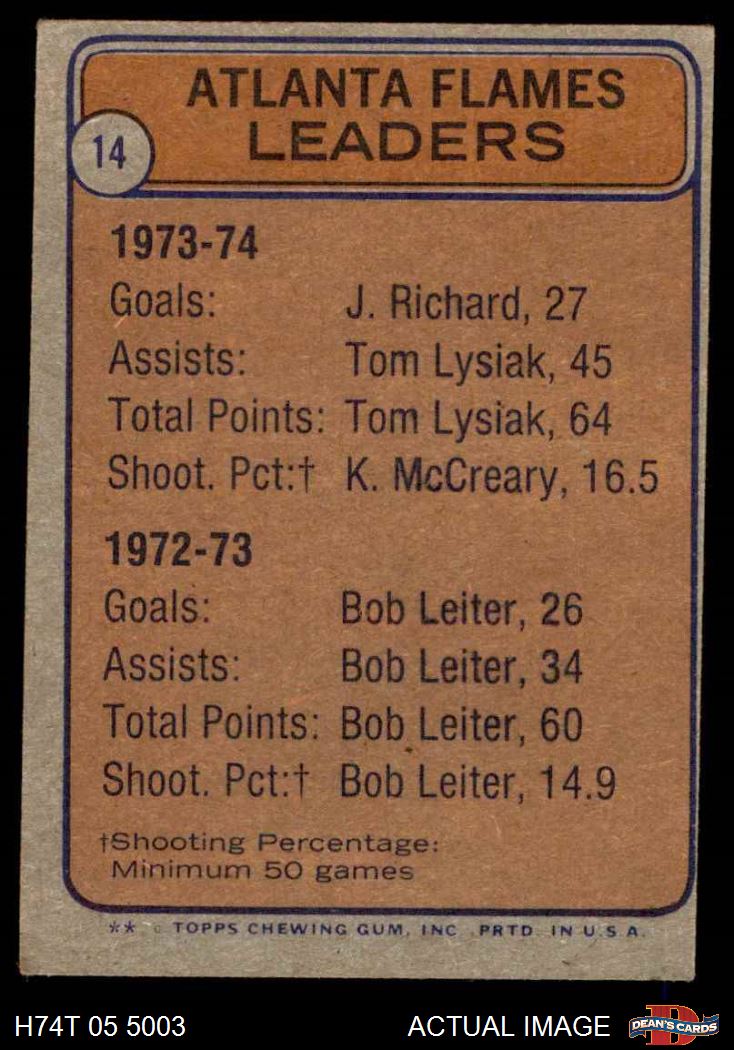 ATLANTA FLAMES
LEADERS
14
1973-74
Goals: J. Richard, 27
Assists: Tom Lysiak, 45
Total Points: Tom Lysiak, 64
Shoot. Pct:† K. McCreary, 16.5
1972-73
Goals: Bob Leiter, 26
Assists: Bob Leiter, 34
Total Points: Bob Leiter, 60
Shoot. Pct:† Bob Leiter, 14.9
†Shooting Percentage:
Minimum 50 games
** © TOPPS CHEWING GUM, INC. PRTD. IN U.S.A.
H74T 05 5003
ACTUAL IMAGE
D
DEAN'S CARDS